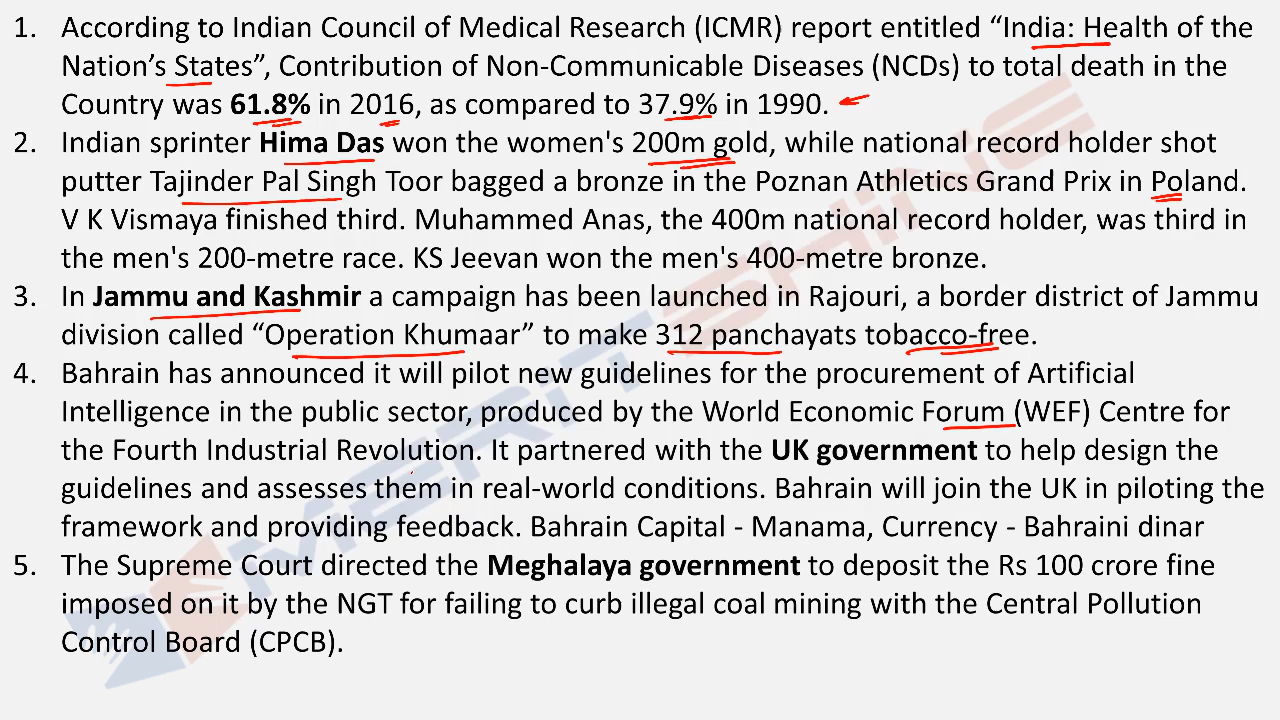 1. According to Indian Council of Medical Research (ICMR) report entitled “India: Health of the
Nation’s States”, Contribution of Non-Communicable Diseases (NCDs) to total death in the
Country was 61.8% in 2016, as compared to 37.9% in 1990.
2. Indian sprinter Hima Das won the women's 200m gold, while national record holder shot
putter Tajinder Pal Singh Toor bagged a bronze in the Poznan Athletics Grand Prix in Poland.
V K Vismaya finished third. Muhammed Anas, the 400m national record holder, was third in
the men's 200-metre race. KS Jeevan won the men's 400-metre bronze.
3. In Jammu and Kashmir a campaign has been launched in Rajouri, a border district of Jammu
division called “Operation Khumaar” to make 312 panchayats tobacco-free.
4. Bahrain has announced it will pilot new guidelines for the procurement of Artificial
Intelligence in the public sector, produced by the World Economic Forum (WEF) Centre for
the Fourth Industrial Revolution. It partnered with the UK government to help design the
guidelines and assesses them in real-world conditions. Bahrain will join the UK in piloting the
framework and providing feedback. Bahrain Capital - Manama, Currency - Bahraini dinar
5. The Supreme Court directed the Meghalaya government to deposit the Rs 100 crore fine
imposed on it by the NGT for failing to curb illegal coal mining with the Central Pollution
Control Board (CPCB).
MERITSHINE